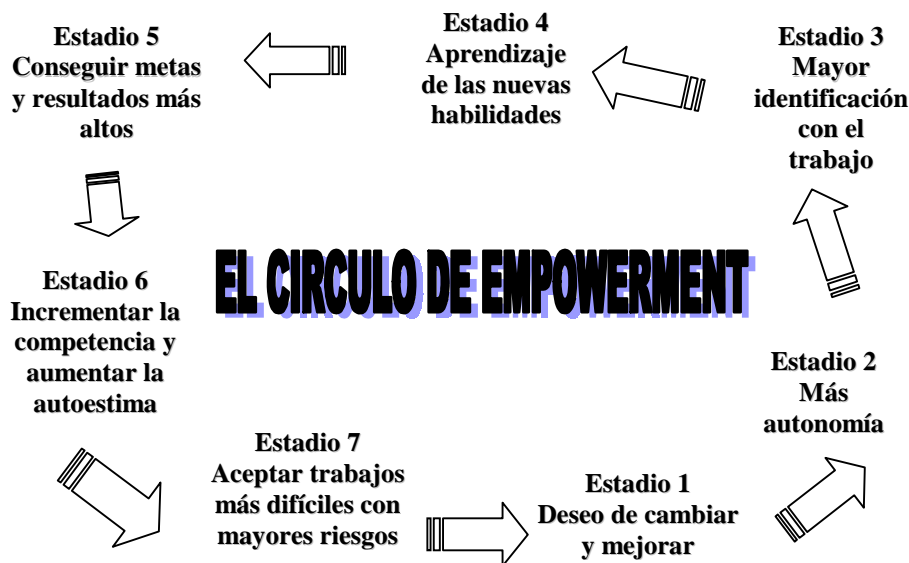 Estadio 5
Conseguir metas
y resultados más
altos
Estadio 4
Aprendizaje
de las nuevas
habilidades
Estadio 3
Mayor
identificación
con el
trabajo
EL CIRCULO DE EMPOWERMENT
Estadio 6
Incrementar la
competencia y
aumentar la
autoestima
Estadio 2
Más
autonomía
Estadio 7
Aceptar trabajos
más difíciles con
mayores riesgos
Estadio 1
Deseo de cambiar
y mejorar